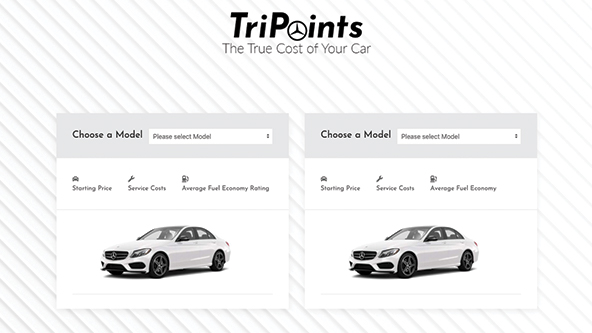 TriPoints
The True Cost of Your Car
Choose a Model Please select Model
Starting Price Service Costs Average Fuel Economy Rating
Choose a Model Please select Model
Starting Price Service Costs Average Fuel Economy